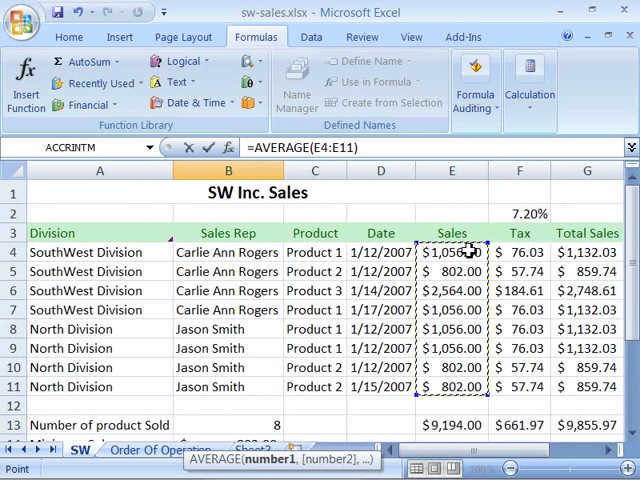 sw-sales.xlsx - Microsoft Excel
Home Insert Page Layout Formulas Data Review View Add-Ins
fx Insert Function
Σ AutoSum
Recently Used
Financial
Logical
Text
Date & Time
Function Library
Name Manager
Define Name
Use in Formula
Create from Selection
Defined Names
Formula Auditing
Calculation
ACCRINTM fx =AVERAGE(E4:E11)
A B C D E F G
1 SW Inc. Sales
2 7.20%
3 Division Sales Rep Product Date Sales Tax Total Sales
4 SouthWest Division Carlie Ann Rogers Product 1 1/12/2007 $1,056.00 $ 76.03 $1,132.03
5 SouthWest Division Carlie Ann Rogers Product 2 1/12/2007 $ 802.00 $ 57.74 $ 859.74
6 SouthWest Division Carlie Ann Rogers Product 3 1/14/2007 $2,564.00 $184.61 $2,748.61
7 SouthWest Division Carlie Ann Rogers Product 1 1/17/2007 $1,056.00 $ 76.03 $1,132.03
8 North Division Jason Smith Product 1 1/12/2007 $1,056.00 $ 76.03 $1,132.03
9 North Division Jason Smith Product 1 1/12/2007 $1,056.00 $ 76.03 $1,132.03
10 North Division Jason Smith Product 2 1/12/2007 $ 802.00 $ 57.74 $ 859.74
11 North Division Jason Smith Product 2 1/15/2007 $ 802.00 $ 57.74 $ 859.74
12
13 Number of product Sold 8 $9,194.00 $661.97 $9,855.97
SW Order Of Operation Sheet2
AVERAGE(number1, [number2], ...)
Point 100%